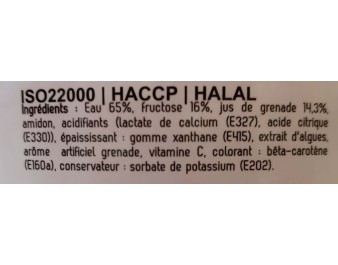 ISO22000 | HACCP | HALAL
Ingrédients : Eau 65%, fructose 16%, jus de grenade 14,3%,
amidon, acidifiants (lactate de calcium (E327), acide citrique
(E330)), épaississant : gomme xanthane (E415), extrait d'algues,
arôme artificiel grenade, vitamine C, colorant : bêta-carotène
(E160a), conservateur : sorbate de potassium (E202).